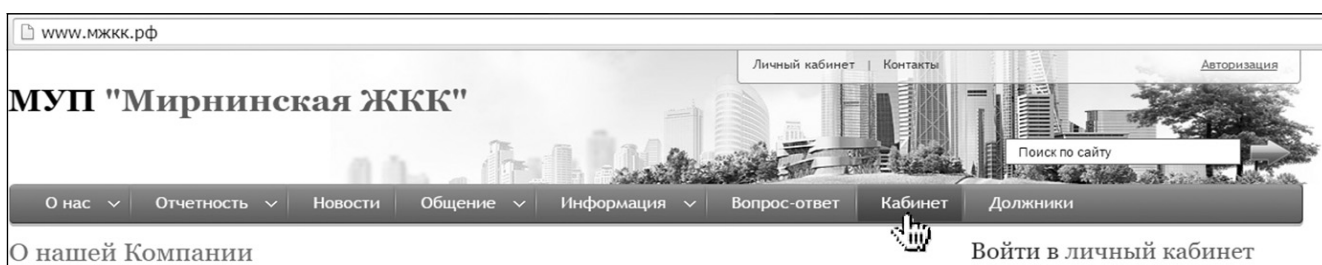 www.мжкк.рф
Личный кабинет | Контакты Авторизация
МУП "Мирнинская ЖКК"
Поиск по сайту
О нас Отчетность Новости Общение Информация Вопрос-ответ Кабинет Должники
О нашей Компании Войти в личный кабинет